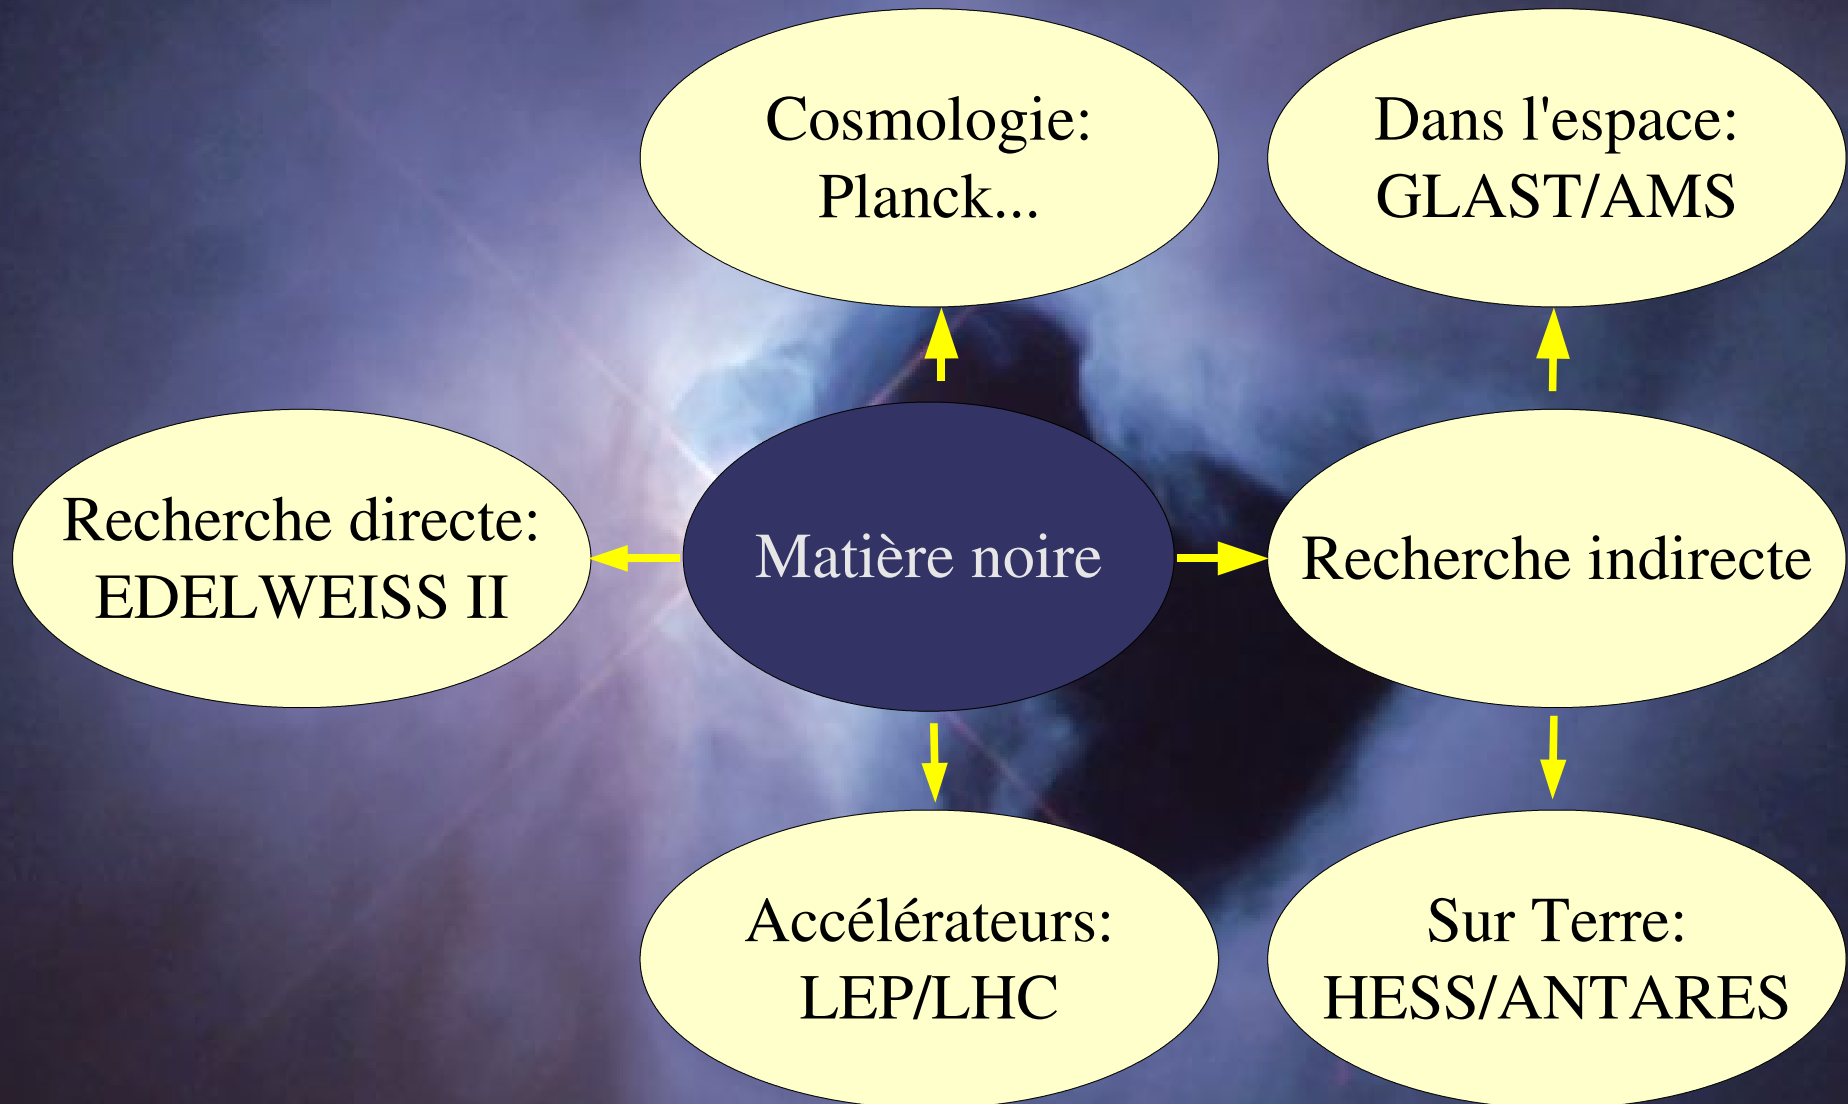 Cosmologie:
Planck...
Dans l'espace:
GLAST/AMS
Recherche directe:
EDELWEISS II
Matière noire
Recherche indirecte
Accélérateurs:
LEP/LHC
Sur Terre:
HESS/ANTARES